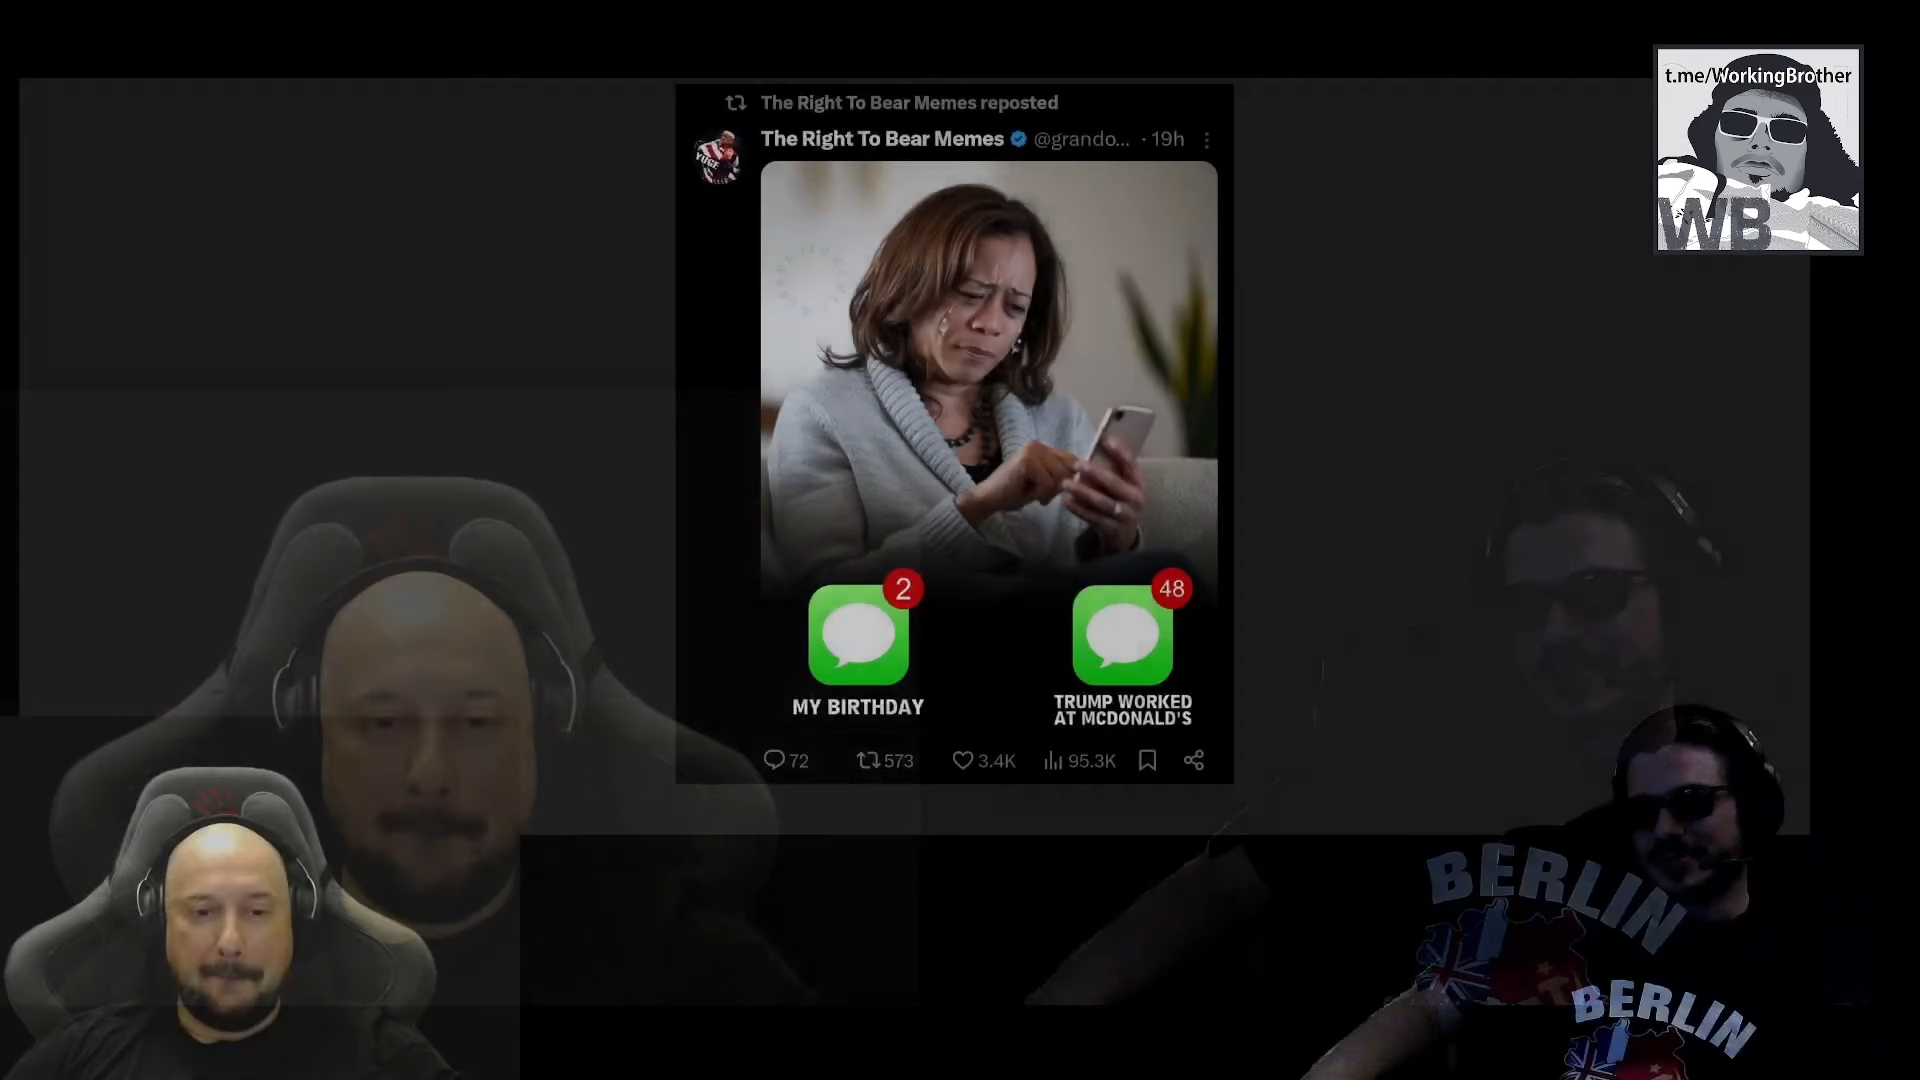 t.me/WorkingBrother
WB
The Right To Bear Memes reposted
The Right To Bear Memes @grando... · 19h
YUGE
2
48
MY BIRTHDAY
TRUMP WORKED
AT MCDONALD'S
72 573 3.4K 95.3K
BERLIN
BERLIN